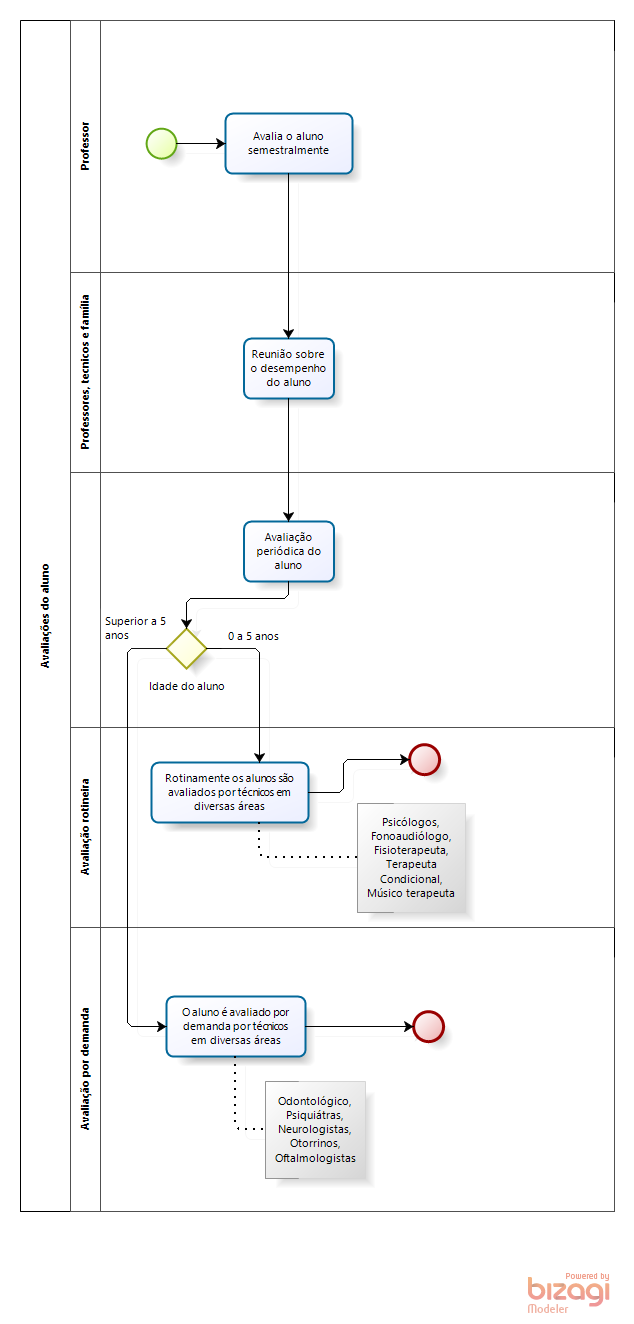 Avaliações do aluno
Professor
Avalia o aluno
semestralmente
Professores, tecnicos e família
Reunião sobre
o desempenho
do aluno
Avaliação
periódica do
aluno
Superior a 5
anos
0 a 5 anos
Idade do aluno
Avaliação rotineira
Rotinamente os alunos são
avaliados por técnicos em
diversas áreas
Psicólogos,
Fonoaudiólogo,
Fisioterapeuta,
Terapeuta
Condicional,
Músico terapeuta
Avaliação por demanda
O aluno é avaliado por
demanda por técnicos
em diversas áreas
Odontológico,
Psiquiátras,
Neurologistas,
Otorrinos,
Oftalmologistas
Powered by
bizagi
Modeler